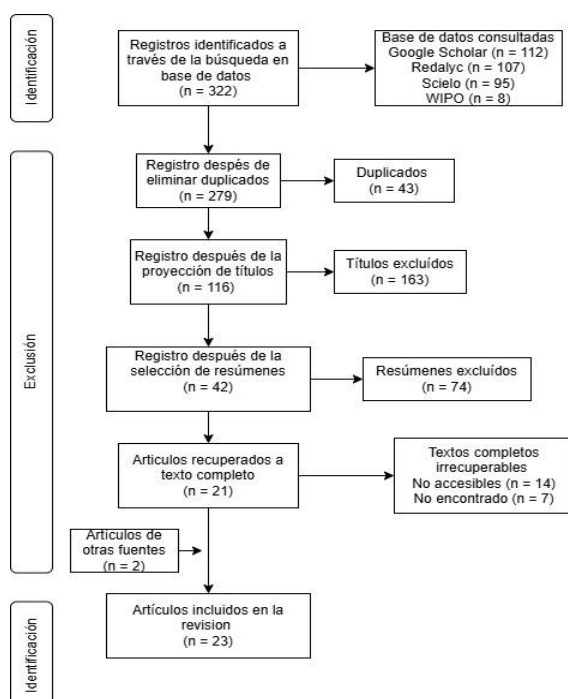 Identificación
Registros identificados a
través de la búsqueda en
base de datos
(n = 322)
Base de datos consultadas
Google Scholar (n = 112)
Redalyc (n = 107)
Scielo (n = 95)
WIPO (n = 8)
Exclusión
Registro despés de
eliminar duplicados
(n = 279)
Duplicados
(n = 43)
Registro después de la
proyección de títulos
(n = 116)
Títulos excluídos
(n = 163)
Registro después de la
selección de resúmenes
(n = 42)
Resúmenes excluidos
(n = 74)
Articulos recuperados a
texto completo
(n = 21)
Textos completos
irrecuperables
No accesibles (n = 14)
No encontrado (n = 7)
Artlculos de
otras fuentes
(n = 2)
Identificación
Artículos incluidos en la
revision
(n = 23)